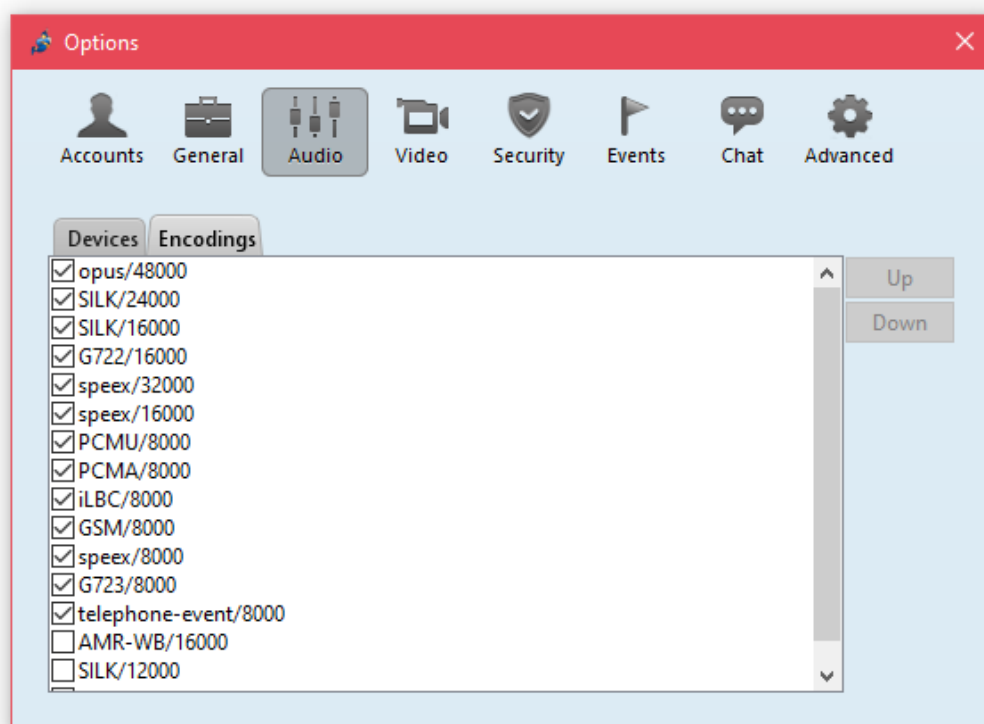 Options
Accounts General Audio Video Security Events Chat Advanced
Devices Encodings
opus/48000
SILK/24000
SILK/16000
G722/16000
speex/32000
speex/16000
PCMU/8000
PCMA/8000
iLBC/8000
GSM/8000
speex/8000
G723/8000
telephone-event/8000
AMR-WB/16000
SILK/12000
Up
Down